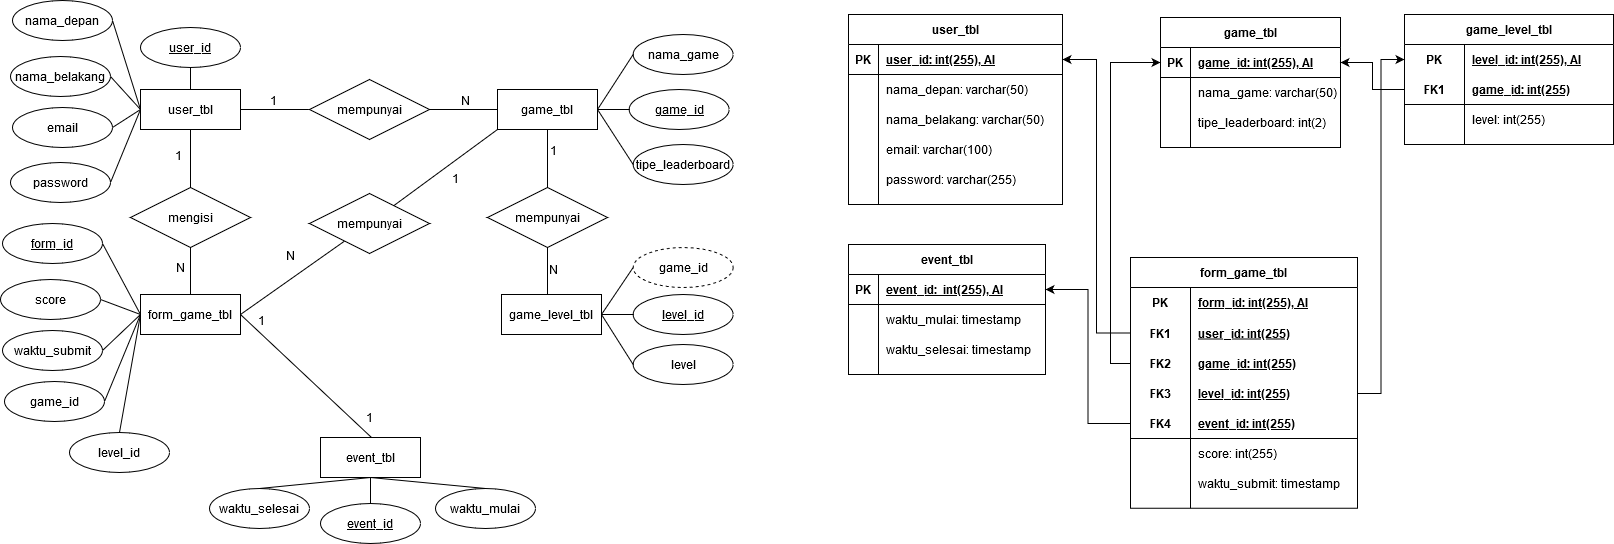 nama_depan
user_id
nama_belakang
user_tbl
email
password
1
mempunyai
N
game_tbl
nama_game
game_id
tipe_leaderboard
1
mengisi
N
1
mempunyai
N
1
mempunyai
N
form_id
score
waktu_submit
game_id
level_id
form_game_tbl
game_level_tbl
game_id
level_id
level
1
1
event_tbl
waktu_selesai
event_id
waktu_mulai
user_tbl
PK user_id: int(255), AI
nama_depan: varchar(50)
nama_belakang: varchar(50)
email: varchar(100)
password: varchar(255)
game_tbl
PK game_id: int(255), AI
nama_game: varchar(50)
tipe_leaderboard: int(2)
game_level_tbl
PK level_id: int(255), AI
FK1 game_id: int(255)
level: int(255)
event_tbl
PK event_id: int(255), AI
waktu_mulai: timestamp
waktu_selesai: timestamp
form_game_tbl
PK form_id: int(255), AI
FK1 user_id: int(255)
FK2 game_id: int(255)
FK3 level_id: int(255)
FK4 event_id: int(255)
score: int(255)
waktu_submit: timestamp